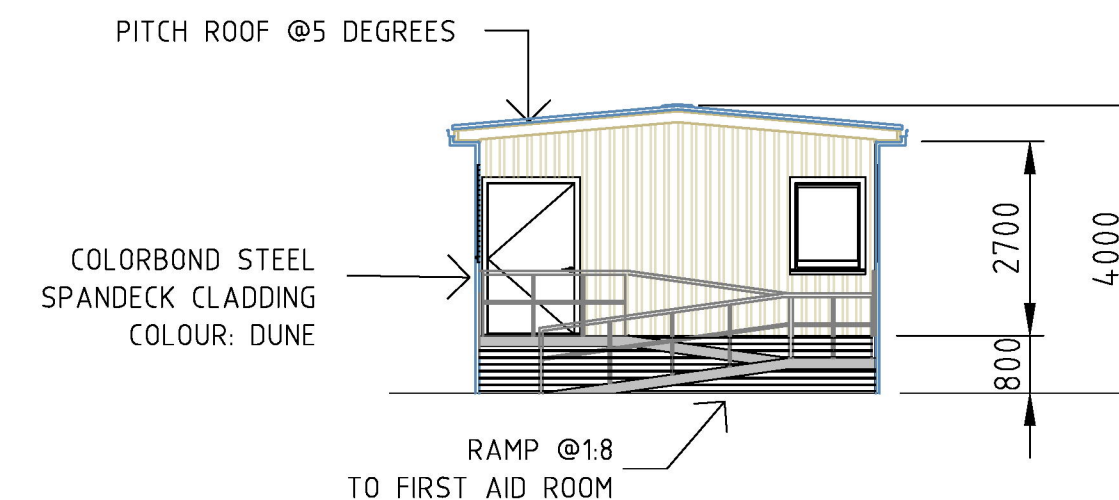 PITCH ROOF @5 DEGREES
COLORBOND STEEL
SPANDECK CLADDING
COLOUR: DUNE
2700
4000
800
RAMP @1:8
TO FIRST AID ROOM